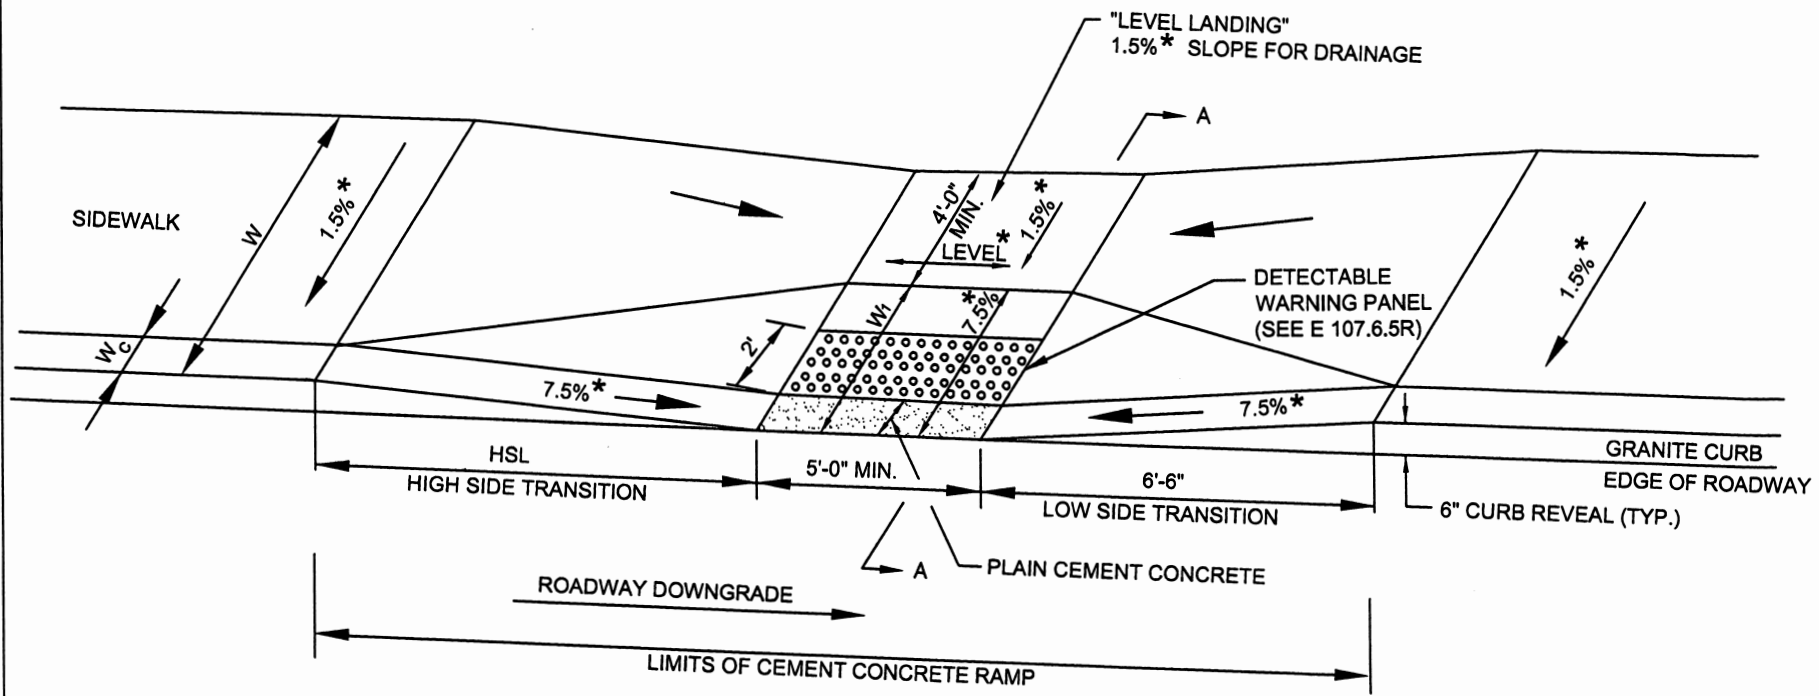 "LEVEL LANDING"
1.5%* SLOPE FOR DRAINAGE
A
SIDEWALK
W
1.5%*
4'-0"
MIN.
1.5%*
LEVEL*
1.5%*
DETECTABLE
WARNING PANEL
(SEE E 107.6.5R)
Wc
W1
7.5%*
2'
7.5%*
7.5%*
GRANITE CURB
EDGE OF ROADWAY
HSL
HIGH SIDE TRANSITION
5'-0" MIN.
6'-6"
LOW SIDE TRANSITION
6" CURB REVEAL (TYP.)
A
PLAIN CEMENT CONCRETE
ROADWAY DOWNGRADE
LIMITS OF CEMENT CONCRETE RAMP